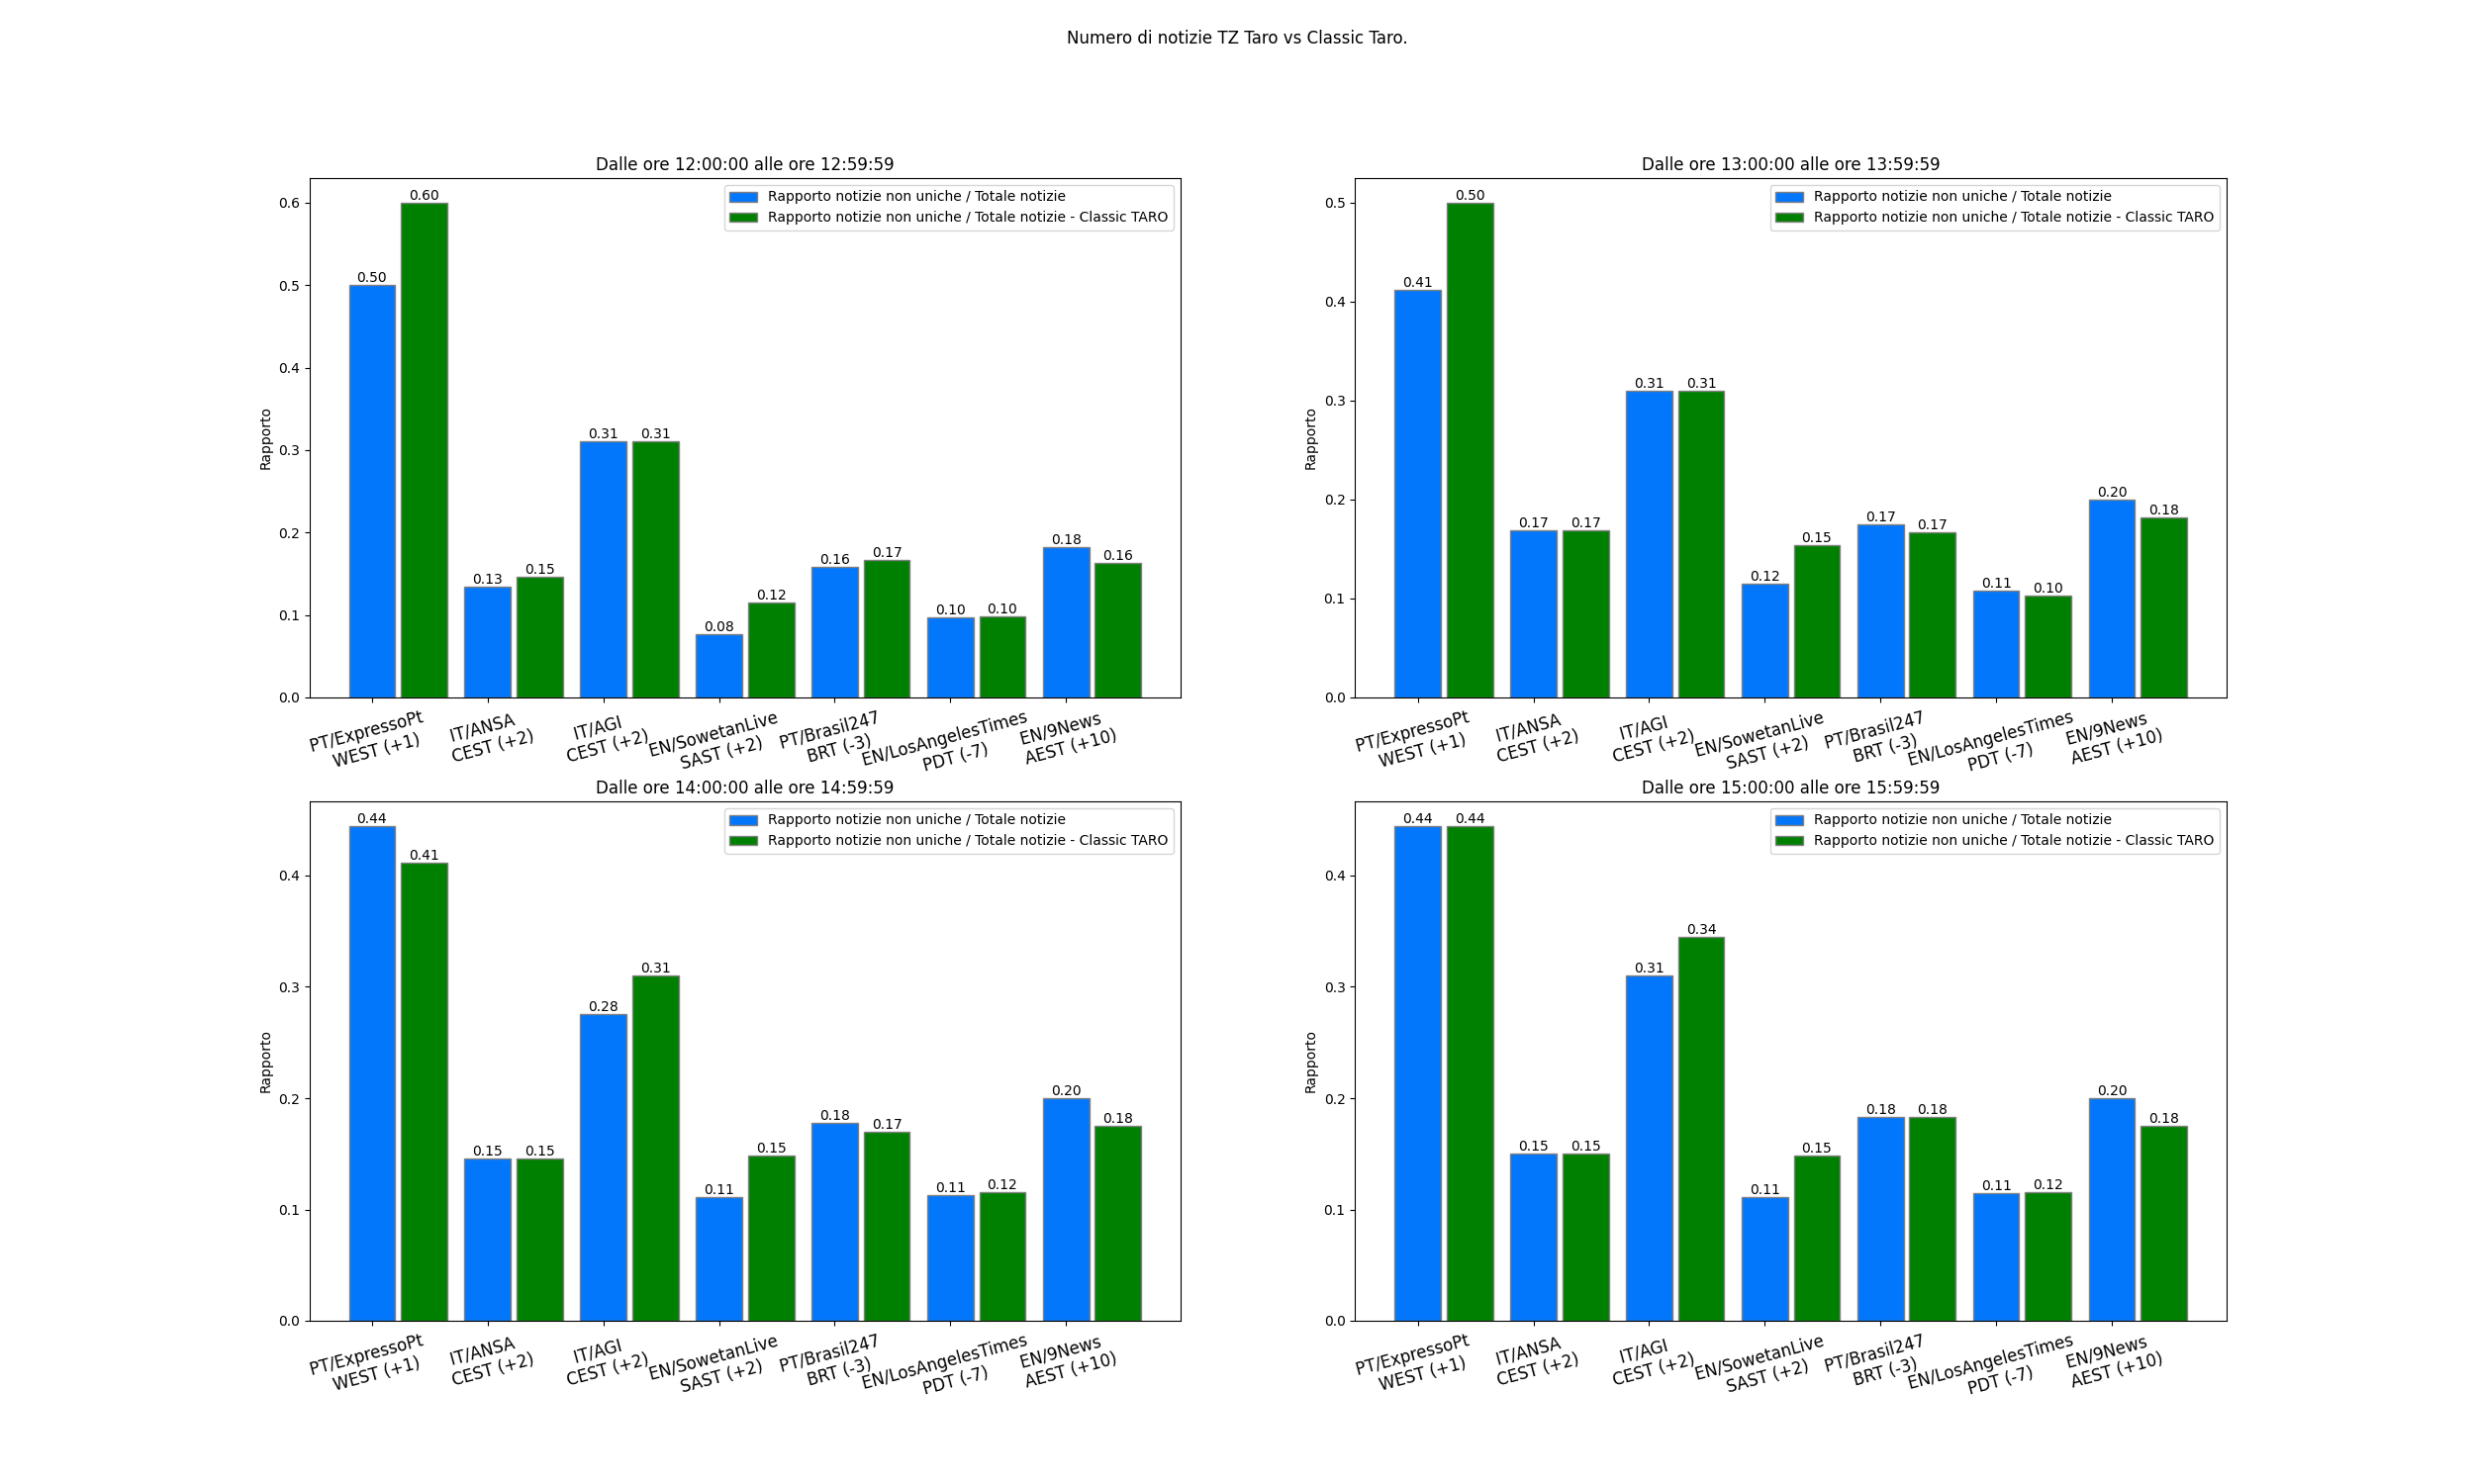 Numero di notizie TZ Taro vs Classic Taro.
Dalle ore 12:00:00 alle ore 12:59:59
Rapporto notizie non uniche / Totale notizie
Rapporto notizie non uniche / Totale notizie - Classic TARO
Rapporto
0.6
0.5
0.4
0.3
0.2
0.1
0.0
0.50
0.60
0.13
0.15
0.31
0.31
0.08
0.12
0.16
0.17
0.10
0.10
0.18
0.16
PT/ExpressoPt
WEST (+1)
IT/ANSA
CEST (+2)
IT/AGI
CEST (+2)
EN/SowetanLive
SAST (+2)
PT/Brasil247
BRT (-3)
EN/LosAngelesTimes
PDT (-7)
EN/9News
AEST (+10)
Dalle ore 13:00:00 alle ore 13:59:59
Rapporto notizie non uniche / Totale notizie
Rapporto notizie non uniche / Totale notizie - Classic TARO
Rapporto
0.5
0.4
0.3
0.2
0.1
0.0
0.41
0.50
0.17
0.17
0.31
0.31
0.12
0.15
0.17
0.17
0.11
0.10
0.20
0.18
PT/ExpressoPt
WEST (+1)
IT/ANSA
CEST (+2)
IT/AGI
CEST (+2)
EN/SowetanLive
SAST (+2)
PT/Brasil247
BRT (-3)
EN/LosAngelesTimes
PDT (-7)
EN/9News
AEST (+10)
Dalle ore 14:00:00 alle ore 14:59:59
Rapporto notizie non uniche / Totale notizie
Rapporto notizie non uniche / Totale notizie - Classic TARO
Rapporto
0.4
0.3
0.2
0.1
0.0
0.44
0.41
0.15
0.15
0.28
0.31
0.11
0.15
0.18
0.17
0.11
0.12
0.20
0.18
PT/ExpressoPt
WEST (+1)
IT/ANSA
CEST (+2)
IT/AGI
CEST (+2)
EN/SowetanLive
SAST (+2)
PT/Brasil247
BRT (-3)
EN/LosAngelesTimes
PDT (-7)
EN/9News
AEST (+10)
Dalle ore 15:00:00 alle ore 15:59:59
Rapporto notizie non uniche / Totale notizie
Rapporto notizie non uniche / Totale notizie - Classic TARO
Rapporto
0.4
0.3
0.2
0.1
0.0
0.44
0.44
0.15
0.15
0.31
0.34
0.11
0.15
0.18
0.18
0.11
0.12
0.20
0.18
PT/ExpressoPt
WEST (+1)
IT/ANSA
CEST (+2)
IT/AGI
CEST (+2)
EN/SowetanLive
SAST (+2)
PT/Brasil247
BRT (-3)
EN/LosAngelesTimes
PDT (-7)
EN/9News
AEST (+10)